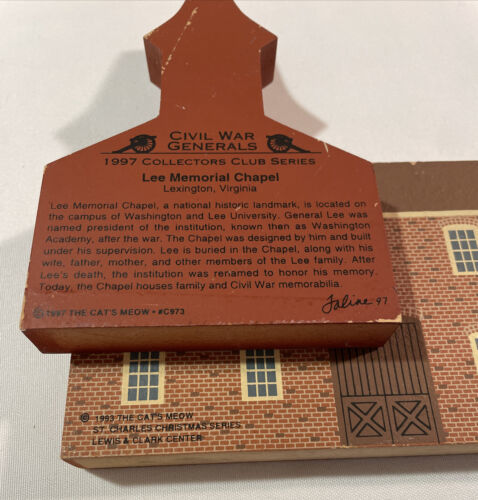 CIVIL WAR
GENERALS
1997 COLLECTORS CLUB SERIES
Lee Memorial Chapel
Lexington, Virginia
Lee Memorial Chapel, a national historic landmark, is located on
the campus of Washington and Lee University. General Lee was
named president of the institution, known then as Washington
Academy, after the war. The Chapel was designed by him and built
under his supervision. Lee is buried in the Chapel, along with his
wife, father, mother, and other members of the Lee family. After
Lee's death, the institution was renamed to honor his memory.
Today, the Chapel houses family and Civil War memorabilia.
Faline 97
© 1997 THE CAT'S MEOW • #C973
© 1993 THE CAT'S MEOW
ST. CHARLES CHRISTMAS SERIES
LEWIS & CLARK CENTER